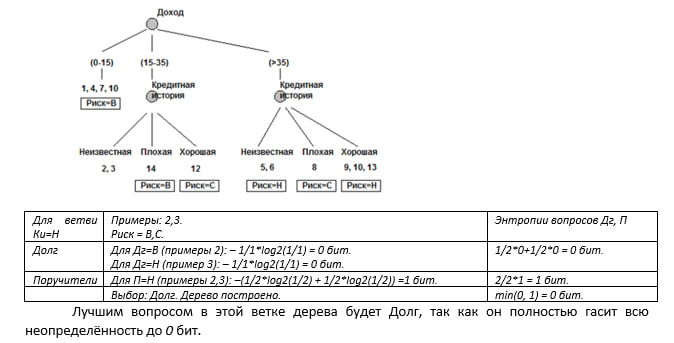 Доход
(0-15) (15-35) (>35)
1, 4, 7, 10
Риск=В
Кредитная история
Кредитная история
Неизвестная Плохая Хорошая Неизвестная Плохая Хорошая
2, 3 14 12 5, 6 8 9, 10, 13
Риск=В Риск=С Риск=Н Риск=С Риск=Н
Для ветви Ки=Н
Примеры: 2,3.
Риск = В,С.
Энтропии вопросов Дг, П
Долг
Для Дг=В (примеры 2): – 1/1*log2(1/1) = 0 бит.
Для Дг=Н (пример 3): – 1/1*log2(1/1) = 0 бит.
1/2*0+1/2*0 = 0 бит.
Поручители Для П=Н (примеры 2,3): –(1/2*log2(1/2) + 1/2*log2(1/2)) =1 бит. 2/2*1 = 1 бит.
Выбор: Долг. Дерево построено. min(0, 1) = 0 бит.
Лучшим вопросом в этой ветке дерева будет Долг, так как он полностью гасит всю
неопределённость до 0 бит.